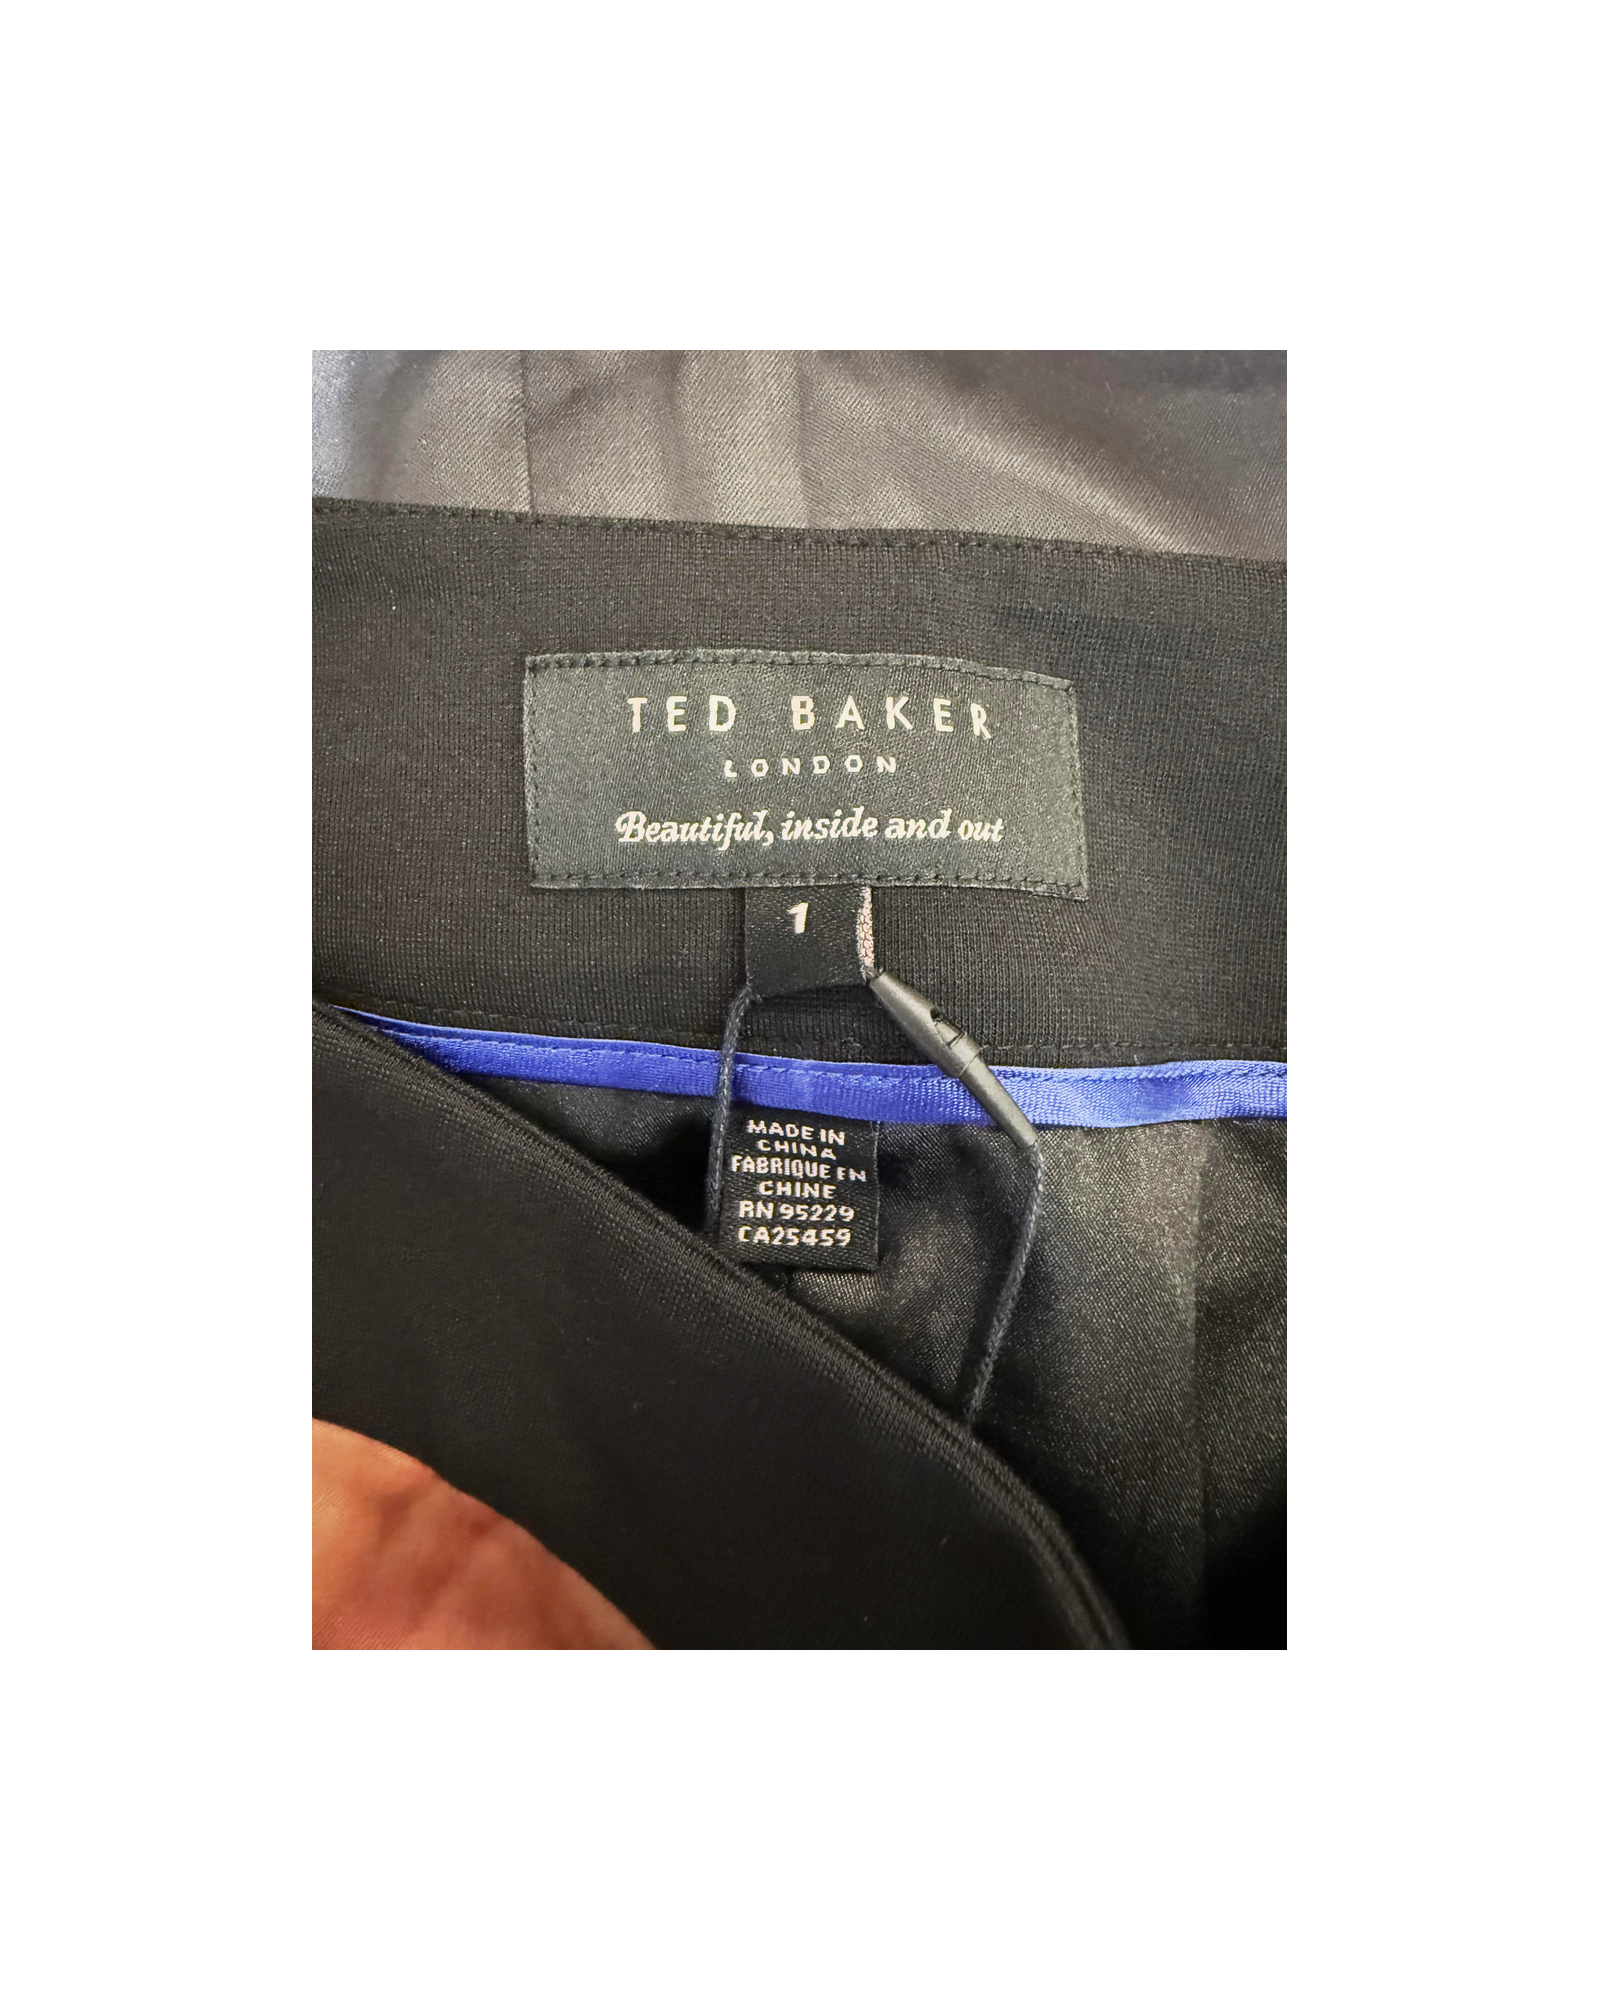 TED BAKER
LONDON
Beautiful, inside and out
1
MADE IN
CHINA
FABRIQUE EN
CHINE
RN 95229
CA25459